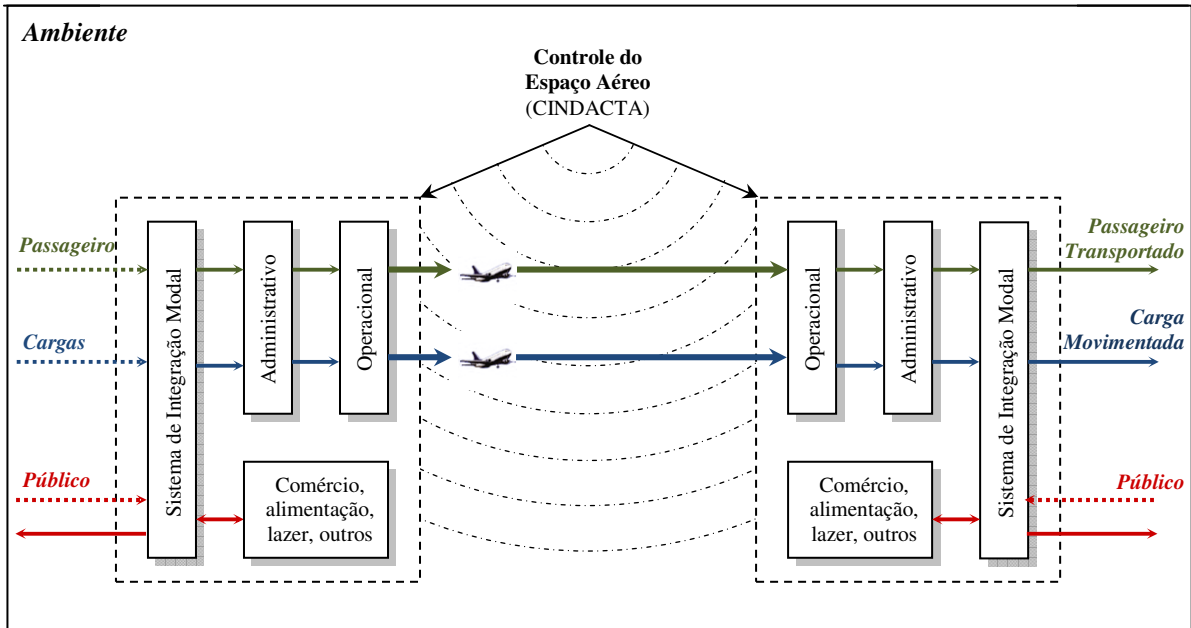 Ambiente
Controle do
Espaço Aéreo
(CINDACTA)
Passageiro
Cargas
Público
Sistema de Integração Modal
Administrativo
Operacional
Comércio,
alimentação,
lazer, outros
Operacional
Administrativo
Sistema de Integração Modal
Comércio,
alimentação,
lazer, outros
Passageiro
Transportado
Carga
Movimentada
Público